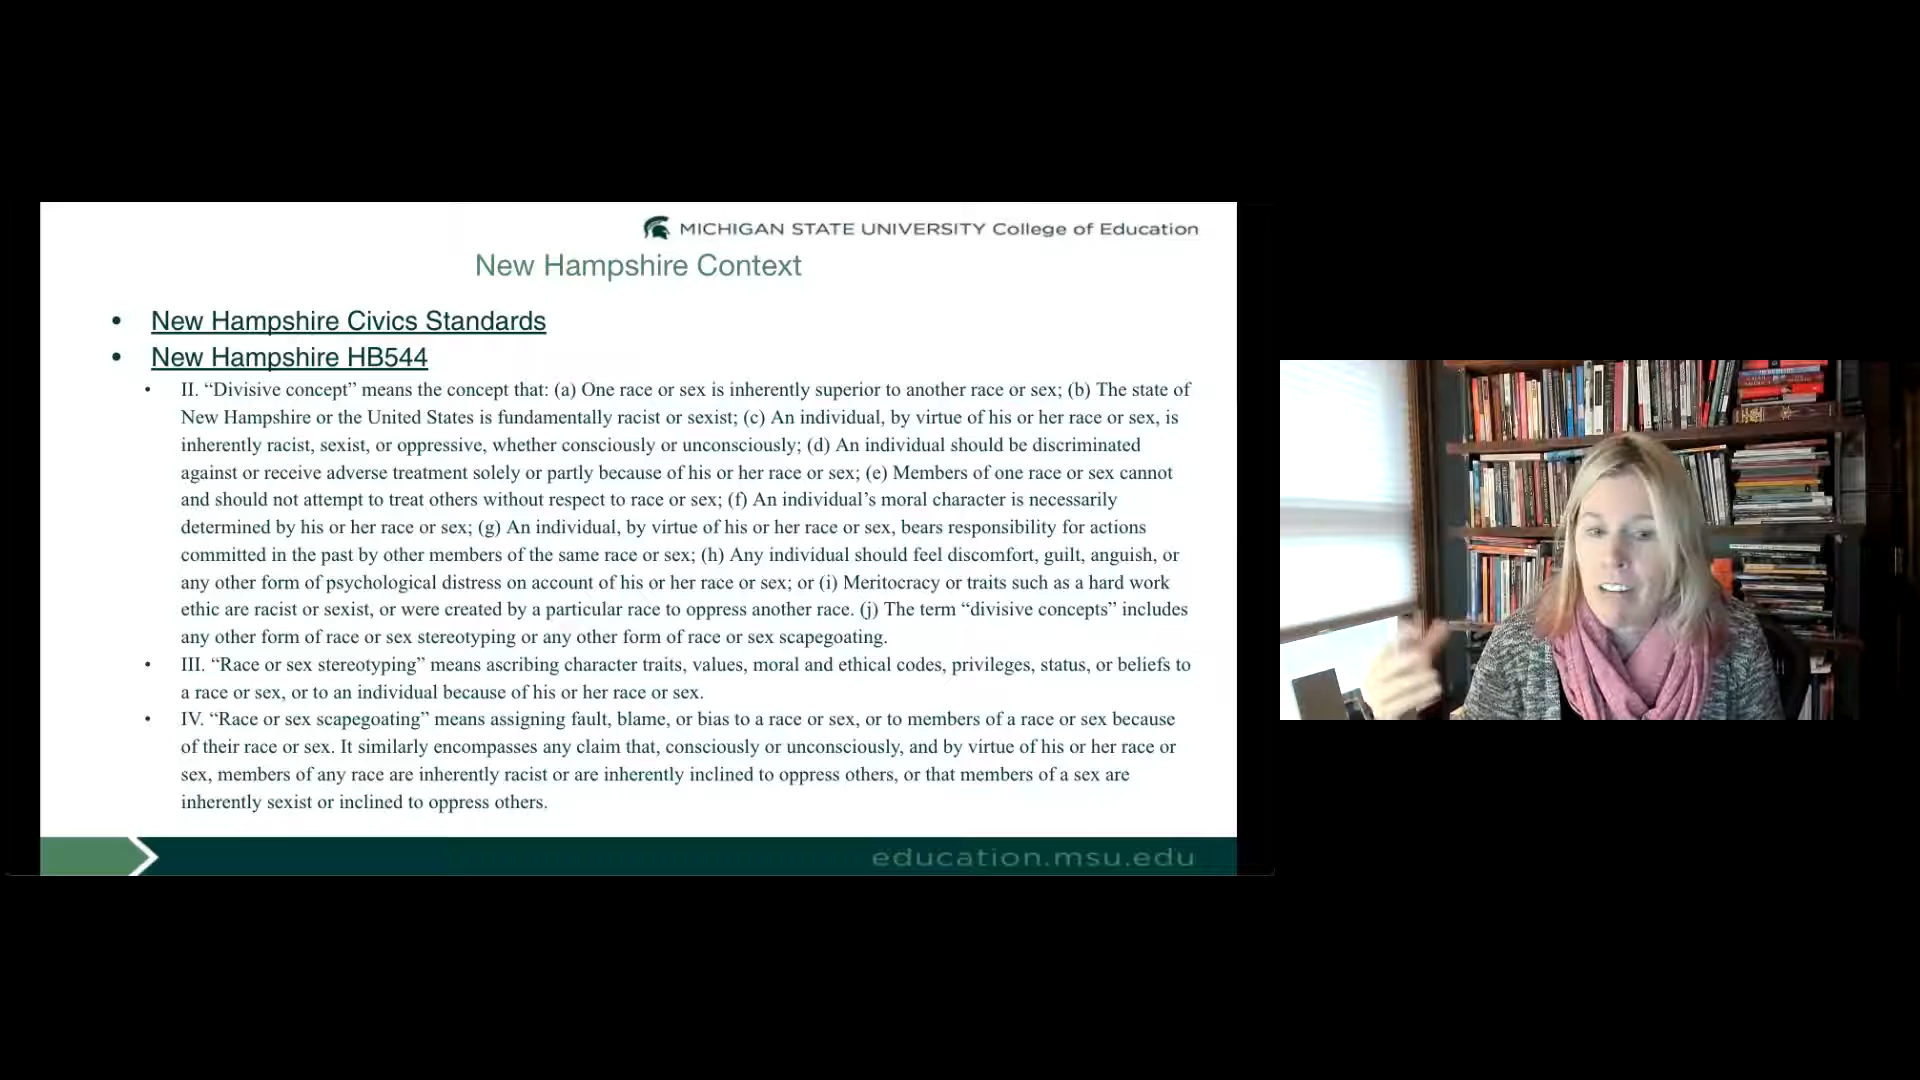 MICHIGAN STATE UNIVERSITY College of Education
New Hampshire Context
• New Hampshire Civics Standards
• New Hampshire HB544
• II. “Divisive concept” means the concept that: (a) One race or sex is inherently superior to another race or sex; (b) The state of
New Hampshire or the United States is fundamentally racist or sexist; (c) An individual, by virtue of his or her race or sex, is
inherently racist, sexist, or oppressive, whether consciously or unconsciously; (d) An individual should be discriminated
against or receive adverse treatment solely or partly because of his or her race or sex; (e) Members of one race or sex cannot
and should not attempt to treat others without respect to race or sex; (f) An individual’s moral character is necessarily
determined by his or her race or sex; (g) An individual, by virtue of his or her race or sex, bears responsibility for actions
committed in the past by other members of the same race or sex; (h) Any individual should feel discomfort, guilt, anguish, or
any other form of psychological distress on account of his or her race or sex; or (i) Meritocracy or traits such as a hard work
ethic are racist or sexist, or were created by a particular race to oppress another race. (j) The term “divisive concepts” includes
any other form of race or sex stereotyping or any other form of race or sex scapegoating.
• III. “Race or sex stereotyping” means ascribing character traits, values, moral and ethical codes, privileges, status, or beliefs to
a race or sex, or to an individual because of his or her race or sex.
• IV. “Race or sex scapegoating” means assigning fault, blame, or bias to a race or sex, or to members of a race or sex because
of their race or sex. It similarly encompasses any claim that, consciously or unconsciously, and by virtue of his or her race or
sex, members of any race are inherently racist or are inherently inclined to oppress others, or that members of a sex are
inherently sexist or inclined to oppress others.
education.msu.edu